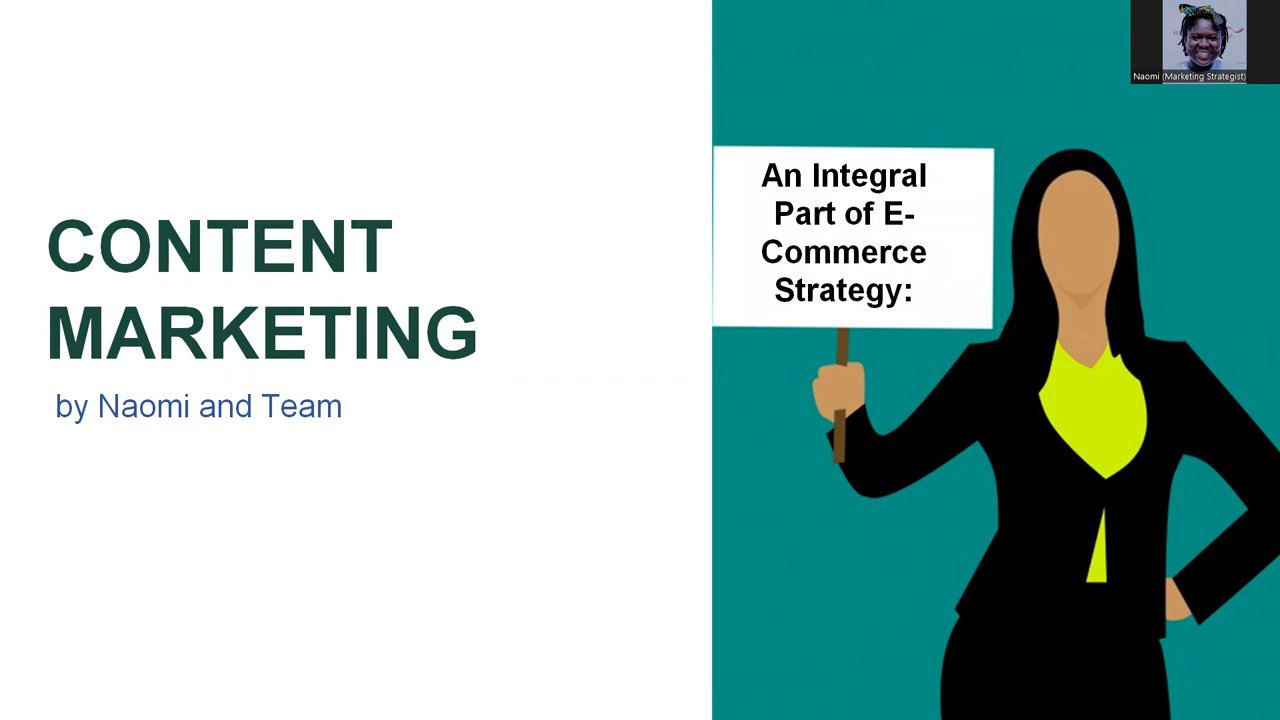 Naomi (Marketing Strategist)
CONTENT
MARKETING
by Naomi and Team
An Integral
Part of E-
Commerce
Strategy: